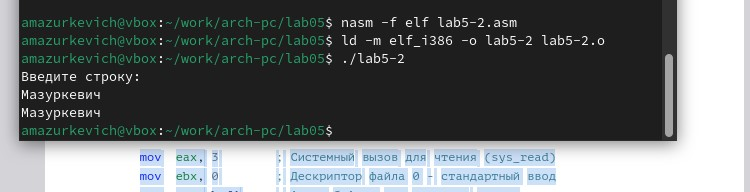 amazurkevich@vbox:~/work/arch-pc/lab05$ nasm -f elf lab5-2.asm
amazurkevich@vbox:~/work/arch-pc/lab05$ ld -m elf_i386 -o lab5-2 lab5-2.o
amazurkevich@vbox:~/work/arch-pc/lab05$ ./lab5-2
Введите строку:
Мазуркевич
Мазуркевич
amazurkevich@vbox:~/work/arch-pc/lab05$
mov eax, 3 ; Системный вызов для чтения (sys_read)
mov ebx, 0 ; Дескриптор файла 0 - стандартный ввод